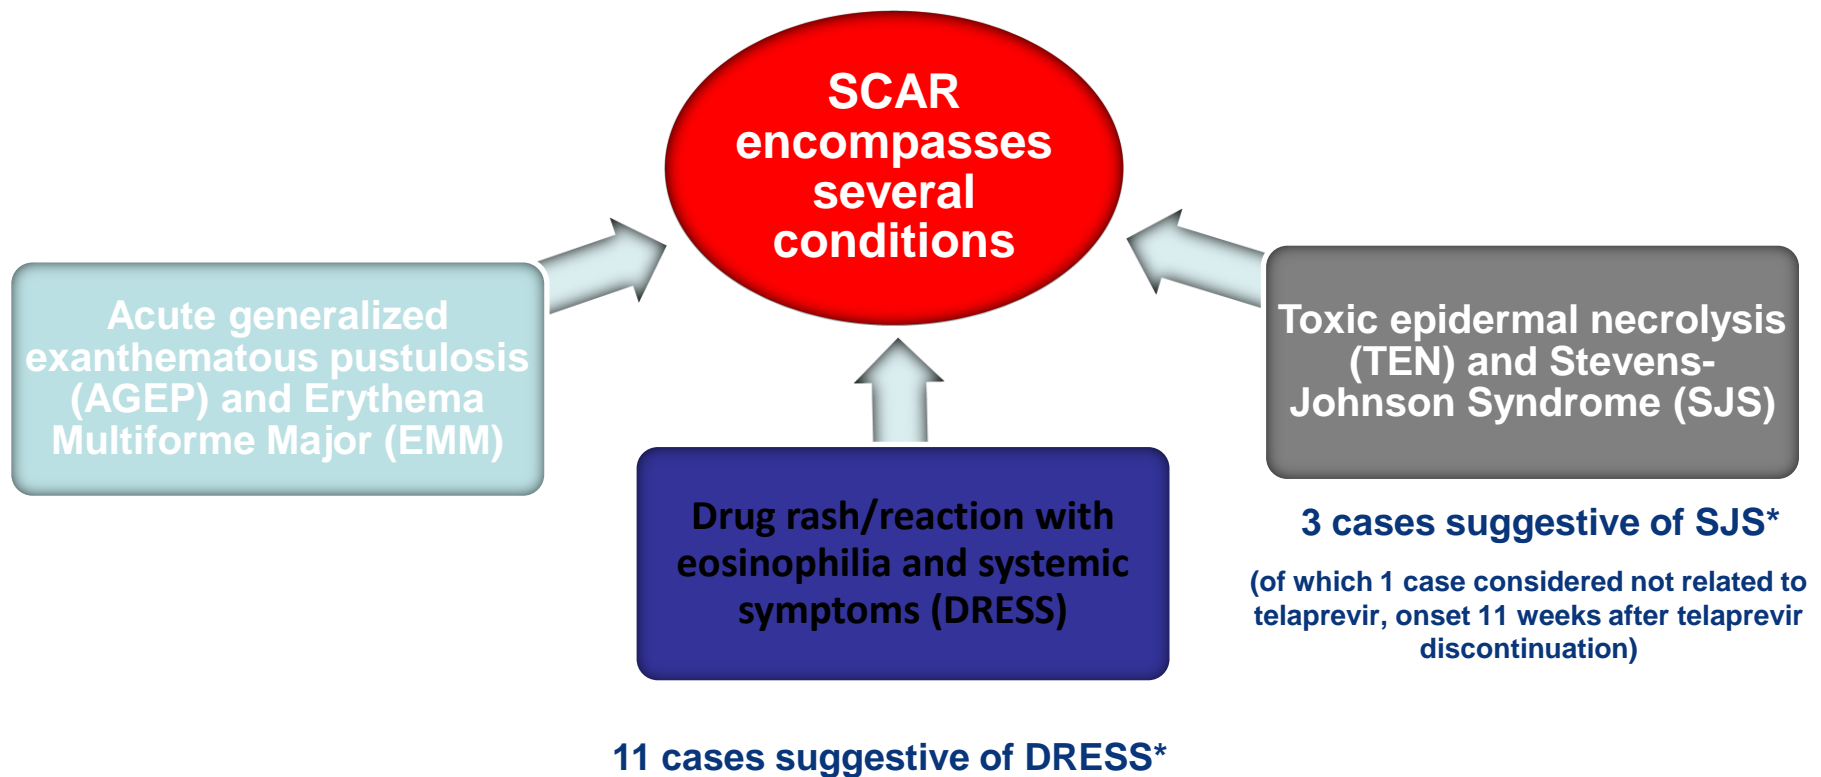 SCAR
encompasses
several
conditions
Acute generalized
exanthematous pustulosis
(AGEP) and Erythema
Multiforme Major (EMM)
Drug rash/reaction with
eosinophilia and systemic
symptoms (DRESS)
11 cases suggestive of DRESS*
Toxic epidermal necrolysis
(TEN) and Stevens-
Johnson Syndrome (SJS)
3 cases suggestive of SJS*
(of which 1 case considered not related to
telaprevir, onset 11 weeks after telaprevir
discontinuation)